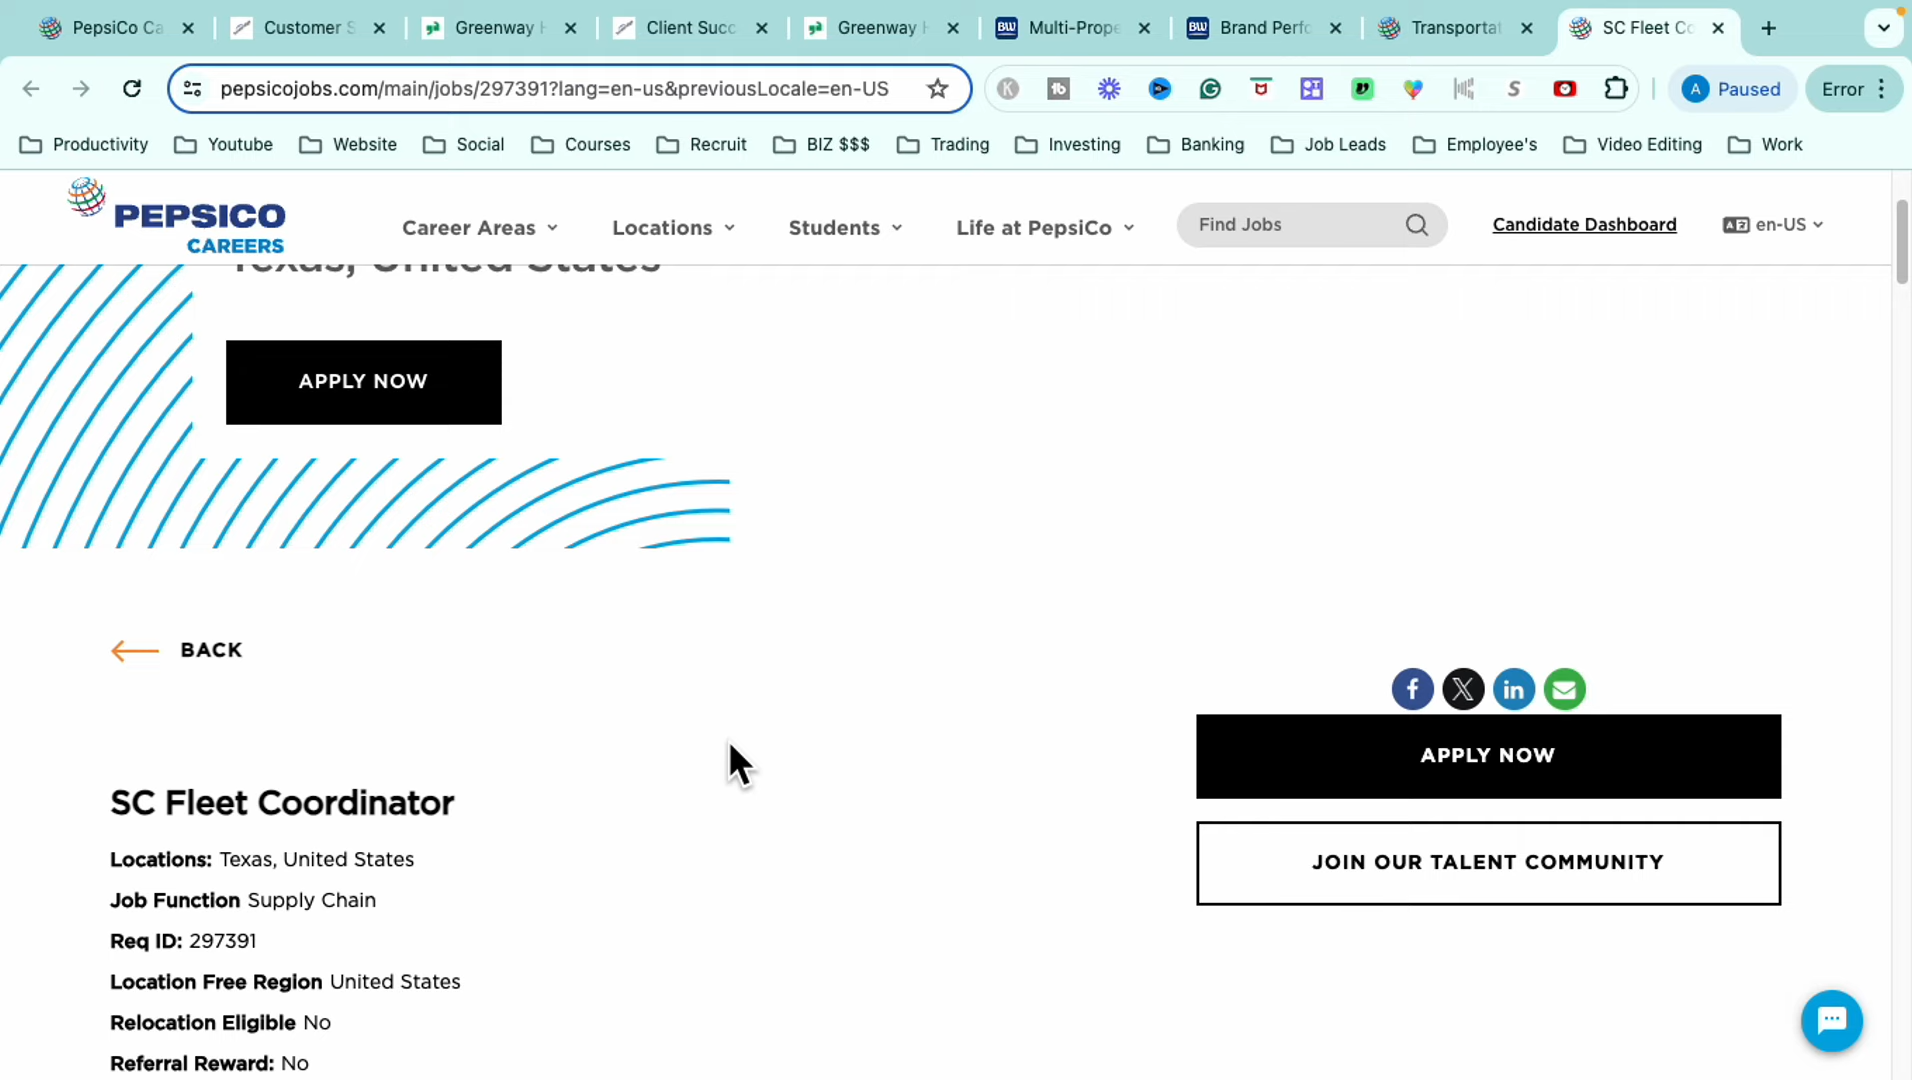 PepsiCo Ca
Customer S
Greenway H
Client Succ
Greenway H
Multi-Prope
Brand Perfo
Transportat
SC Fleet Co
pepsicojobs.com/main/jobs/297391?lang=en-us&previousLocale=en-US
A Paused
Error
Productivity
Youtube
Website
Social
Courses
Recruit
BIZ $$$
Trading
Investing
Banking
Job Leads
Employee's
Video Editing
Work
PEPSICO
CAREERS
Career Areas
Locations
Students
Life at PepsiCo
Find Jobs
Candidate Dashboard
en-US
Texas, United States
APPLY NOW
BACK
APPLY NOW
JOIN OUR TALENT COMMUNITY
SC Fleet Coordinator
Locations: Texas, United States
Job Function Supply Chain
Req ID: 297391
Location Free Region United States
Relocation Eligible No
Referral Reward: No